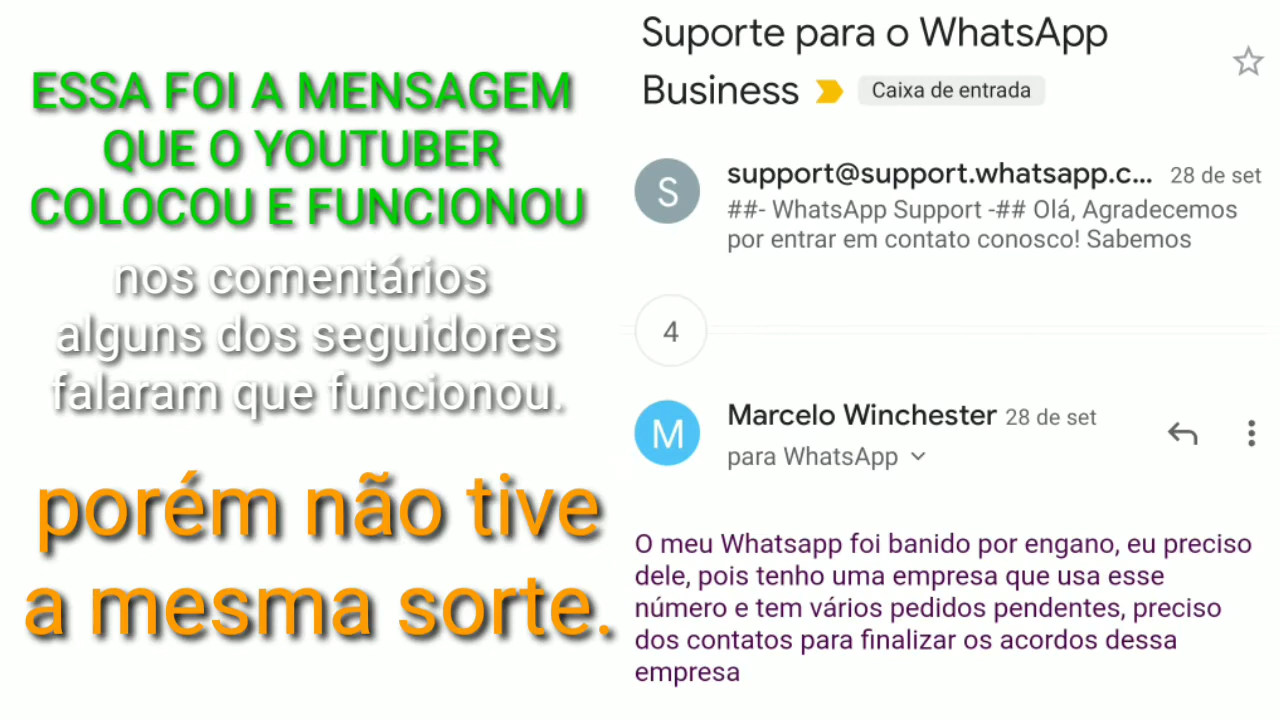 ESSA FOI A MENSAGEM
QUE O YOUTUBER
COLOCOU E FUNCIONOU
nos comentários
alguns dos seguidores
falaram que funcionou.
porém não tive
a mesma sorte.
Suporte para o WhatsApp
Business
Caixa de entrada
S
support@support.whatsapp.c...
28 de set
##- WhatsApp Support -## Olá, Agradecemos
por entrar em contato conosco! Sabemos
4
M
Marcelo Winchester 28 de set
para WhatsApp
O meu Whatsapp foi banido por engano, eu preciso
dele, pois tenho uma empresa que usa esse
número e tem vários pedidos pendentes, preciso
dos contatos para finalizar os acordos dessa
empresa